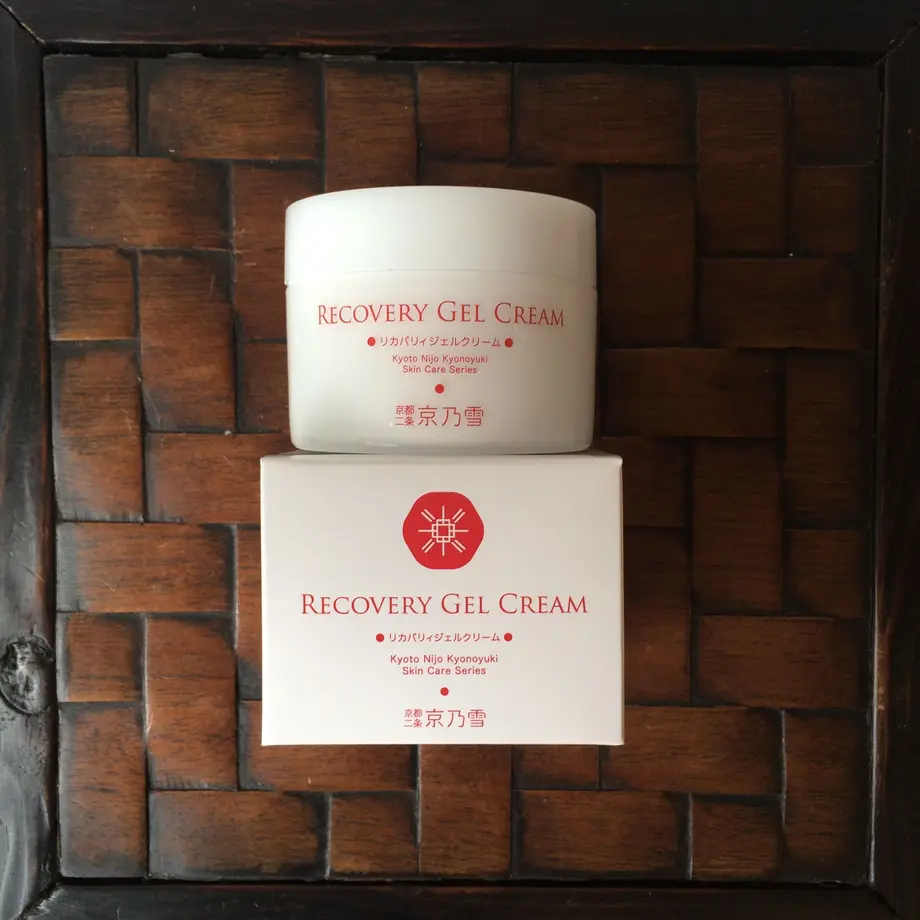 RECOVERY GEL CREAM
● リカバリィジェルクリーム ●
Kyoto Nijo Kyonoyuki
Skin Care Series
京都二条 京乃雪
RECOVERY GEL CREAM
● リカバリィジェルクリーム ●
Kyoto Nijo Kyonoyuki
Skin Care Series
京都二条 京乃雪